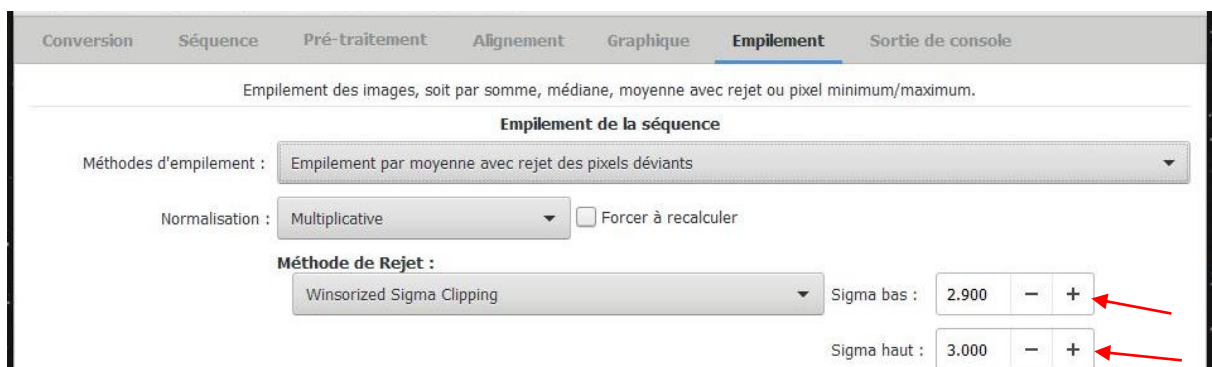 Conversion Séquence Pré-traitement Alignement Graphique Empilement Sortie de console
Empilement des images, soit par somme, médiane, moyenne avec rejet ou pixel minimum/maximum.
Empilement de la séquence
Méthodes d'empilement : Empilement par moyenne avec rejet des pixels déviants
Normalisation : Multiplicative Forcer à recalculer
Méthode de Rejet :
Winsorized Sigma Clipping Sigma bas : 2.900 − +
Sigma haut : 3.000 − +